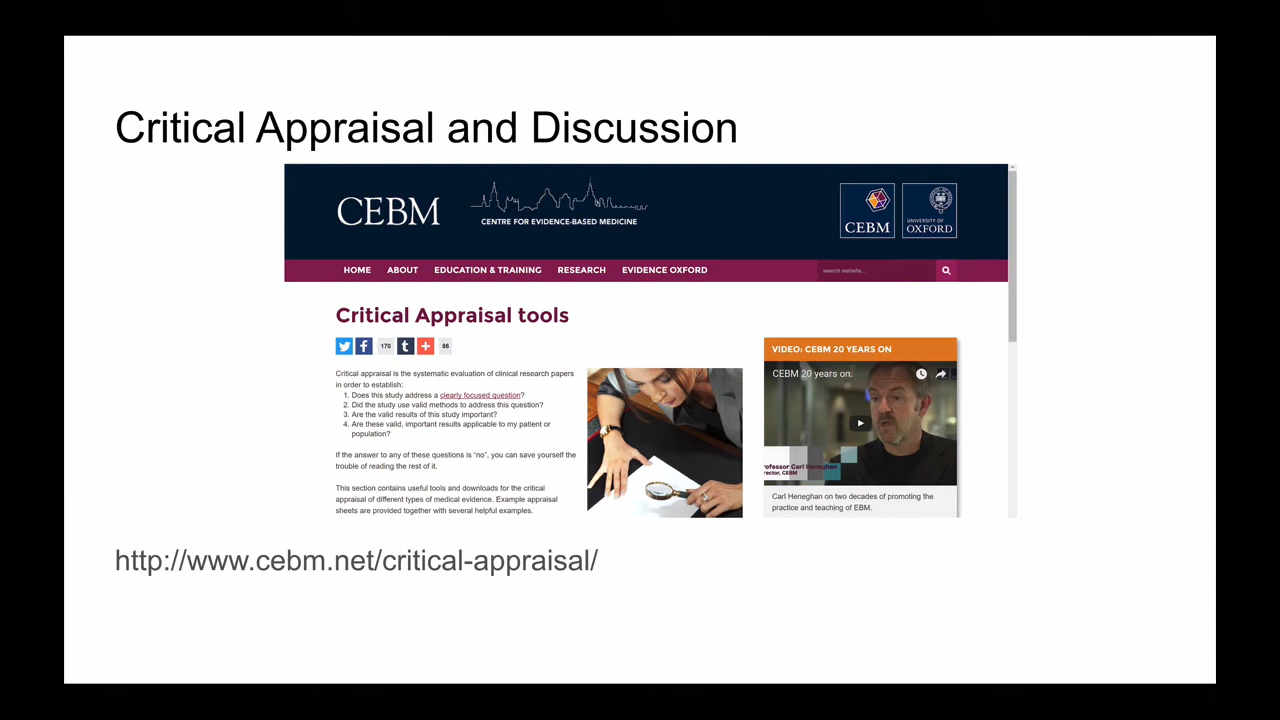 Critical Appraisal and Discussion
CEBM
CENTRE FOR EVIDENCE-BASED MEDICINE
CEBM
UNIVERSITY OF
OXFORD
HOME ABOUT EDUCATION & TRAINING RESEARCH EVIDENCE OXFORD
search website...
Critical Appraisal tools
170
86
Critical appraisal is the systematic evaluation of clinical research papers
in order to establish:
1. Does this study address a clearly focused question?
2. Did the study use valid methods to address this question?
3. Are the valid results of this study important?
4. Are these valid, important results applicable to my patient or
population?
If the answer to any of these questions is “no”, you can save yourself the
trouble of reading the rest of it.
This section contains useful tools and downloads for the critical
appraisal of different types of medical evidence. Example appraisal
sheets are provided together with several helpful examples.
VIDEO: CEBM 20 YEARS ON
CEBM 20 years on.
rofessor Carl Heneghan
rector, CEBM
Carl Heneghan on two decades of promoting the
practice and teaching of EBM.
http://www.cebm.net/critical-appraisal/